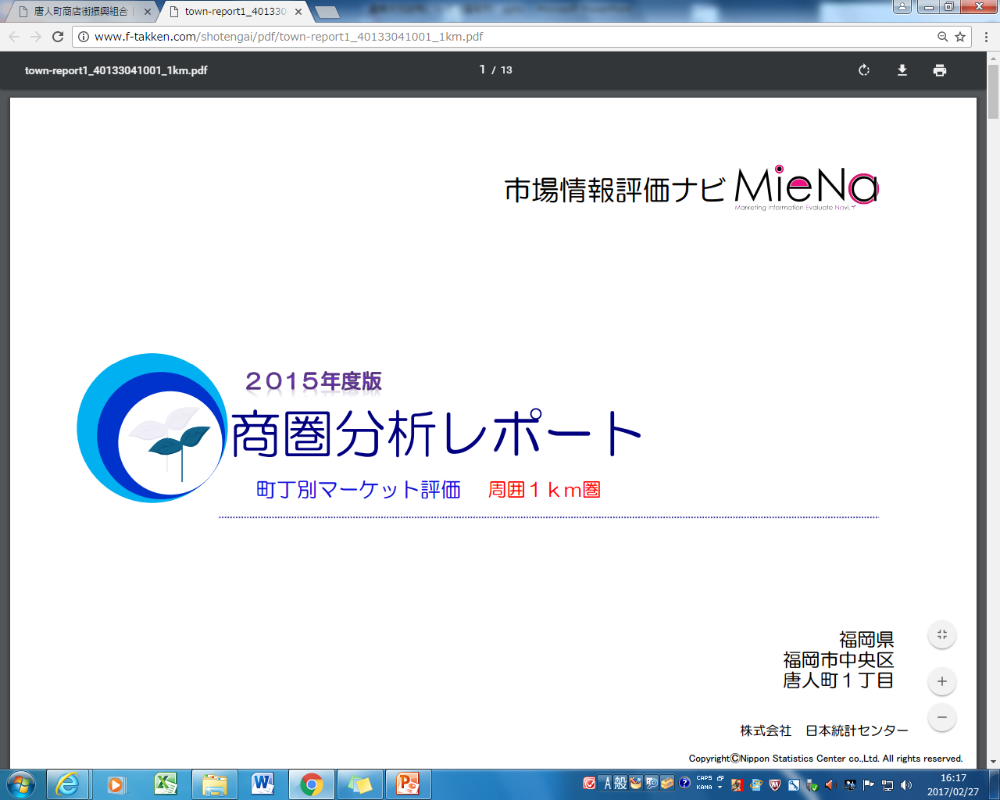 唐人町商店街振興組合
town-report1_401330
www.f-takken.com/shotengai/pdf/town-report1_40133041001_1km.pdf
town-report1_40133041001_1km.pdf
1 / 13
市場情報評価ナビ MieNa
Marketing Information Evaluate Navi.
2015年度版
商圏分析レポート
町丁別マーケット評価 周囲1km圏
福岡県
福岡市中央区
唐人町1丁目
株式会社 日本統計センター
CopyrightⒸNippon Statistics Center co.,Ltd. All rights reserved.
A 般 CAPS
KANA
16:17
2017/02/27